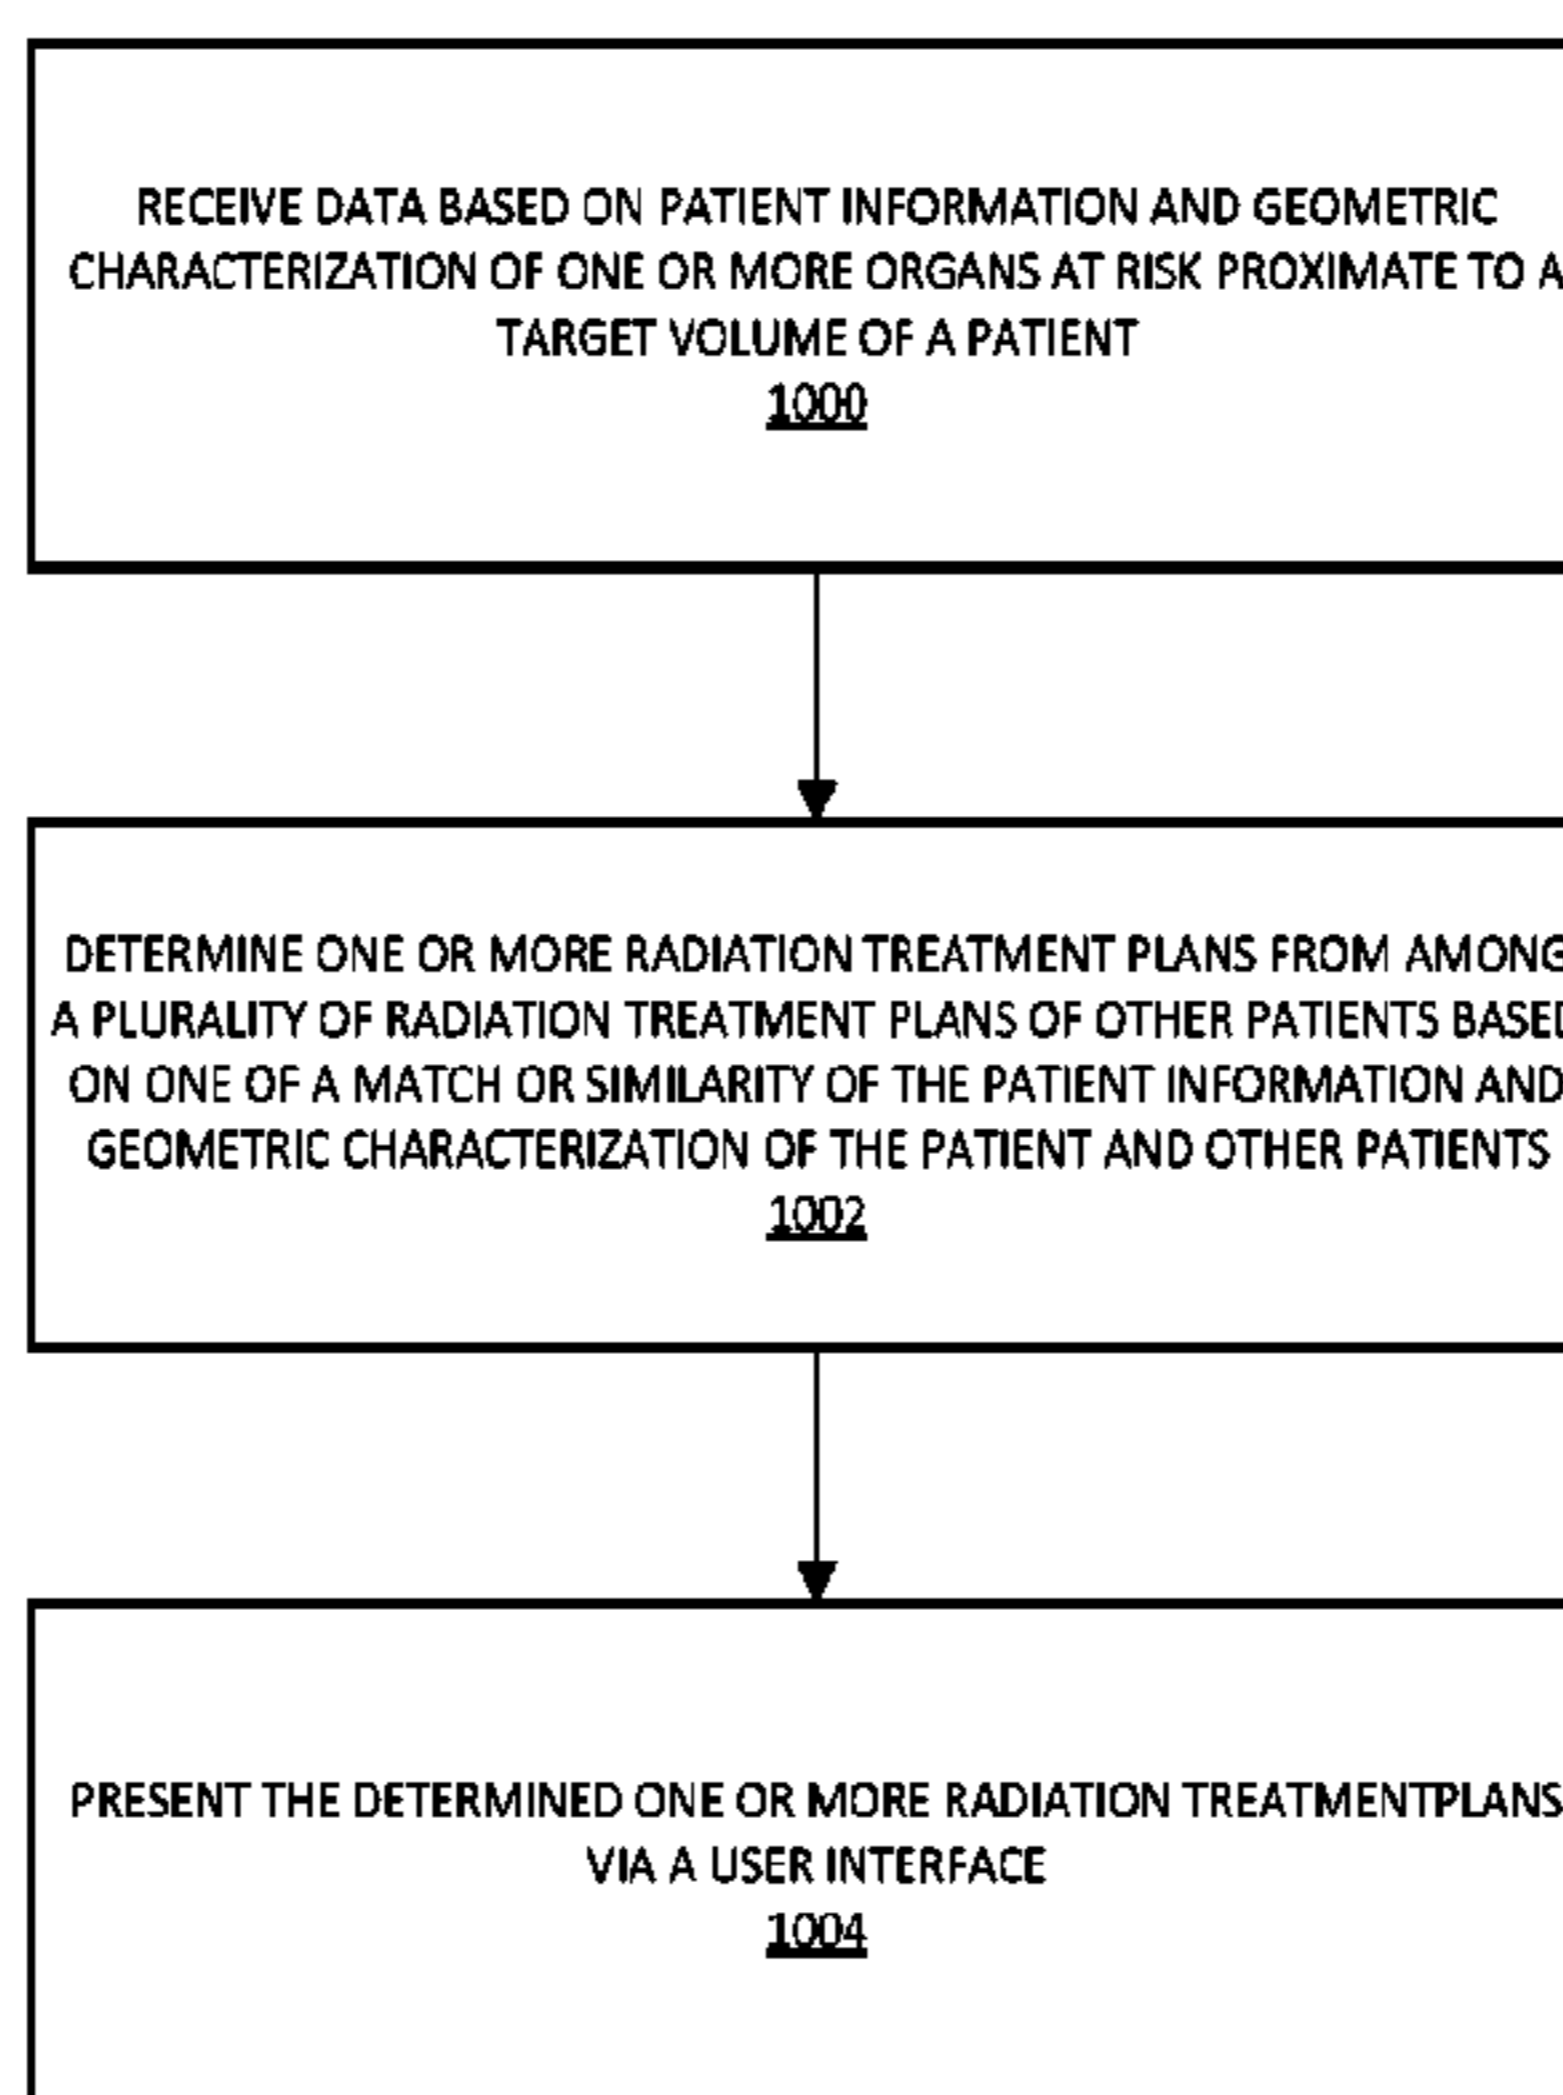 RECEIVE DATA BASED ON PATIENT INFORMATION AND GEOMETRIC
CHARACTERIZATION OF ONE OR MORE ORGANS AT RISK PROXIMATE TO A
TARGET VOLUME OF A PATIENT
1000
DETERMINE ONE OR MORE RADIATION TREATMENT PLANS FROM AMONG
A PLURALITY OF RADIATION TREATMENT PLANS OF OTHER PATIENTS BASED
ON ONE OF A MATCH OR SIMILARITY OF THE PATIENT INFORMATION AND
GEOMETRIC CHARACTERIZATION OF THE PATIENT AND OTHER PATIENTS
1002
PRESENT THE DETERMINED ONE OR MORE RADIATION TREATMENTPLANS
VIA A USER INTERFACE
1004